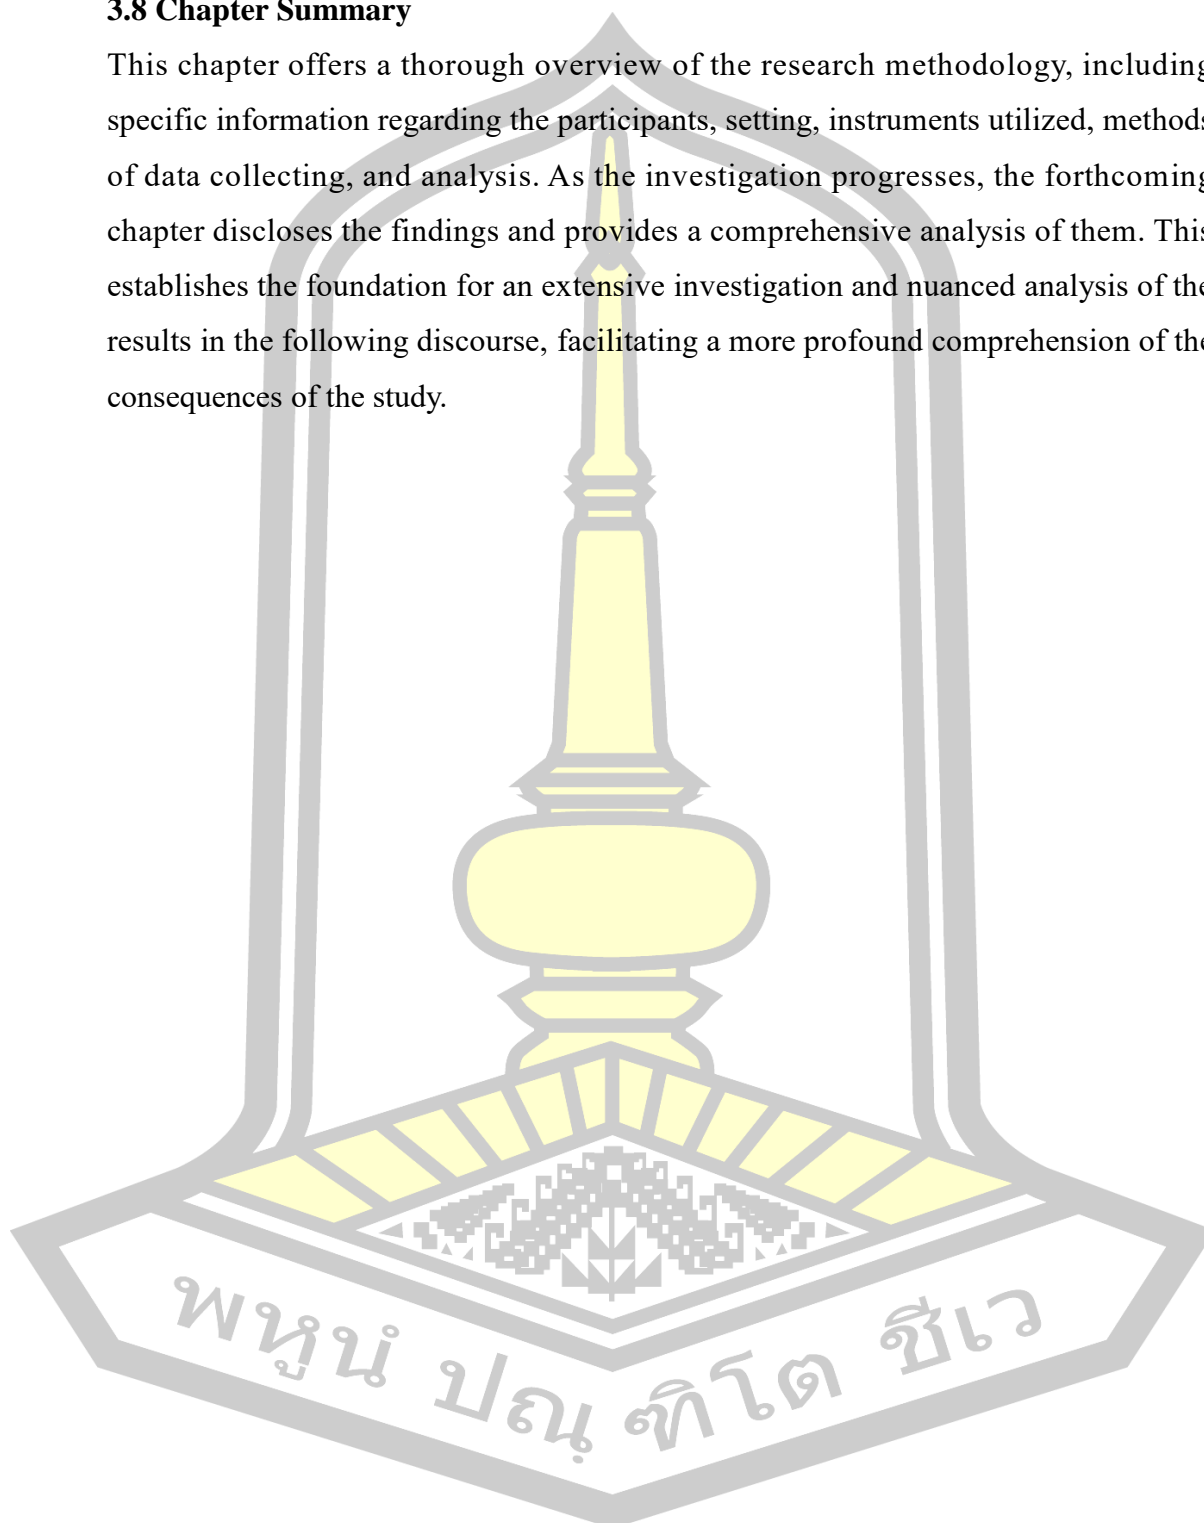 3.8 Chapter Summary
This chapter offers a thorough overview of the research methodology, including
specific information regarding the participants, setting, instruments utilized, methods
of data collecting, and analysis. As the investigation progresses, the forthcoming
chapter discloses the findings and provides a comprehensive analysis of them. This
establishes the foundation for an extensive investigation and nuanced analysis of the
results in the following discourse, facilitating a more profound comprehension of the
consequences of the study.
พหูนํ ปณฺฑิโต ชีเว